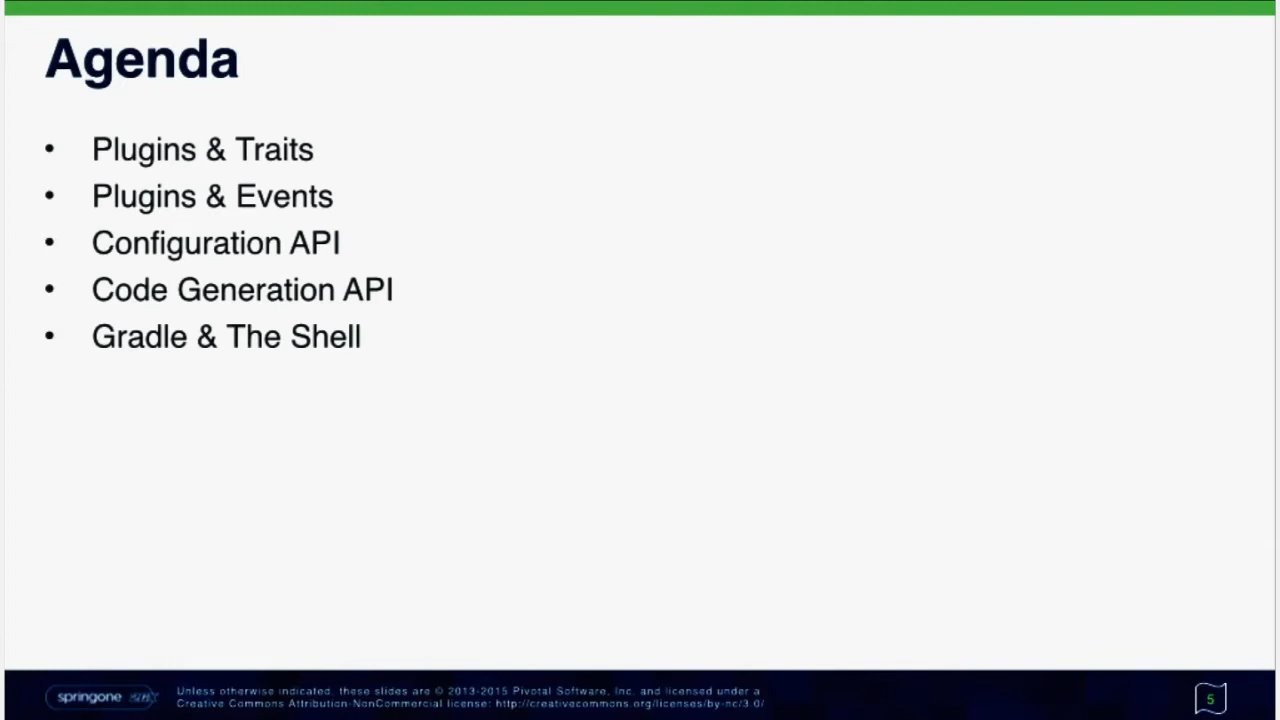 Agenda
• Plugins & Traits
• Plugins & Events
• Configuration API
• Code Generation API
• Gradle & The Shell
springone 2GX
Unless otherwise indicated, these slides are © 2013-2015 Pivotal Software, Inc. and licensed under a
Creative Commons Attribution-NonCommercial license: http://creativecommons.org/licenses/by-nc/3.0/
5